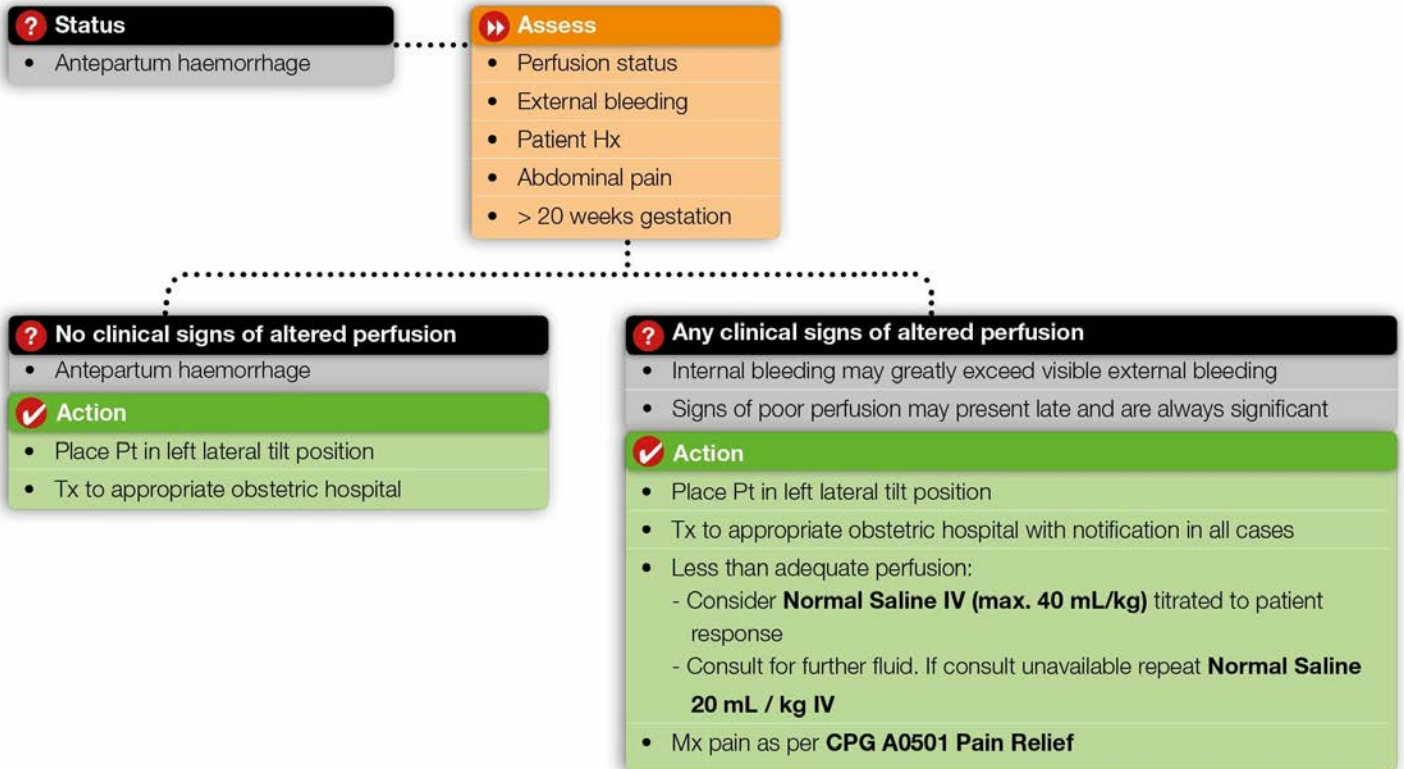 ? Status
• Antepartum haemorrhage
Assess
• Perfusion status
• External bleeding
• Patient Hx
• Abdominal pain
• > 20 weeks gestation
? No clinical signs of altered perfusion
• Antepartum haemorrhage
Action
• Place Pt in left lateral tilt position
• Tx to appropriate obstetric hospital
? Any clinical signs of altered perfusion
• Internal bleeding may greatly exceed visible external bleeding
• Signs of poor perfusion may present late and are always significant
Action
• Place Pt in left lateral tilt position
• Tx to appropriate obstetric hospital with notification in all cases
• Less than adequate perfusion:
- Consider Normal Saline IV (max. 40 mL/kg) titrated to patient
response
- Consult for further fluid. If consult unavailable repeat Normal Saline
20 mL / kg IV
• Mx pain as per CPG A0501 Pain Relief